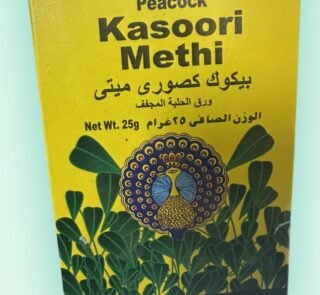 Peacock
Kasoori
Methi
بيكوك كصورى ميتى
ورق الحلبة المجفف
Net Wt. 25g الوزن الصافى ٢٥ غرام